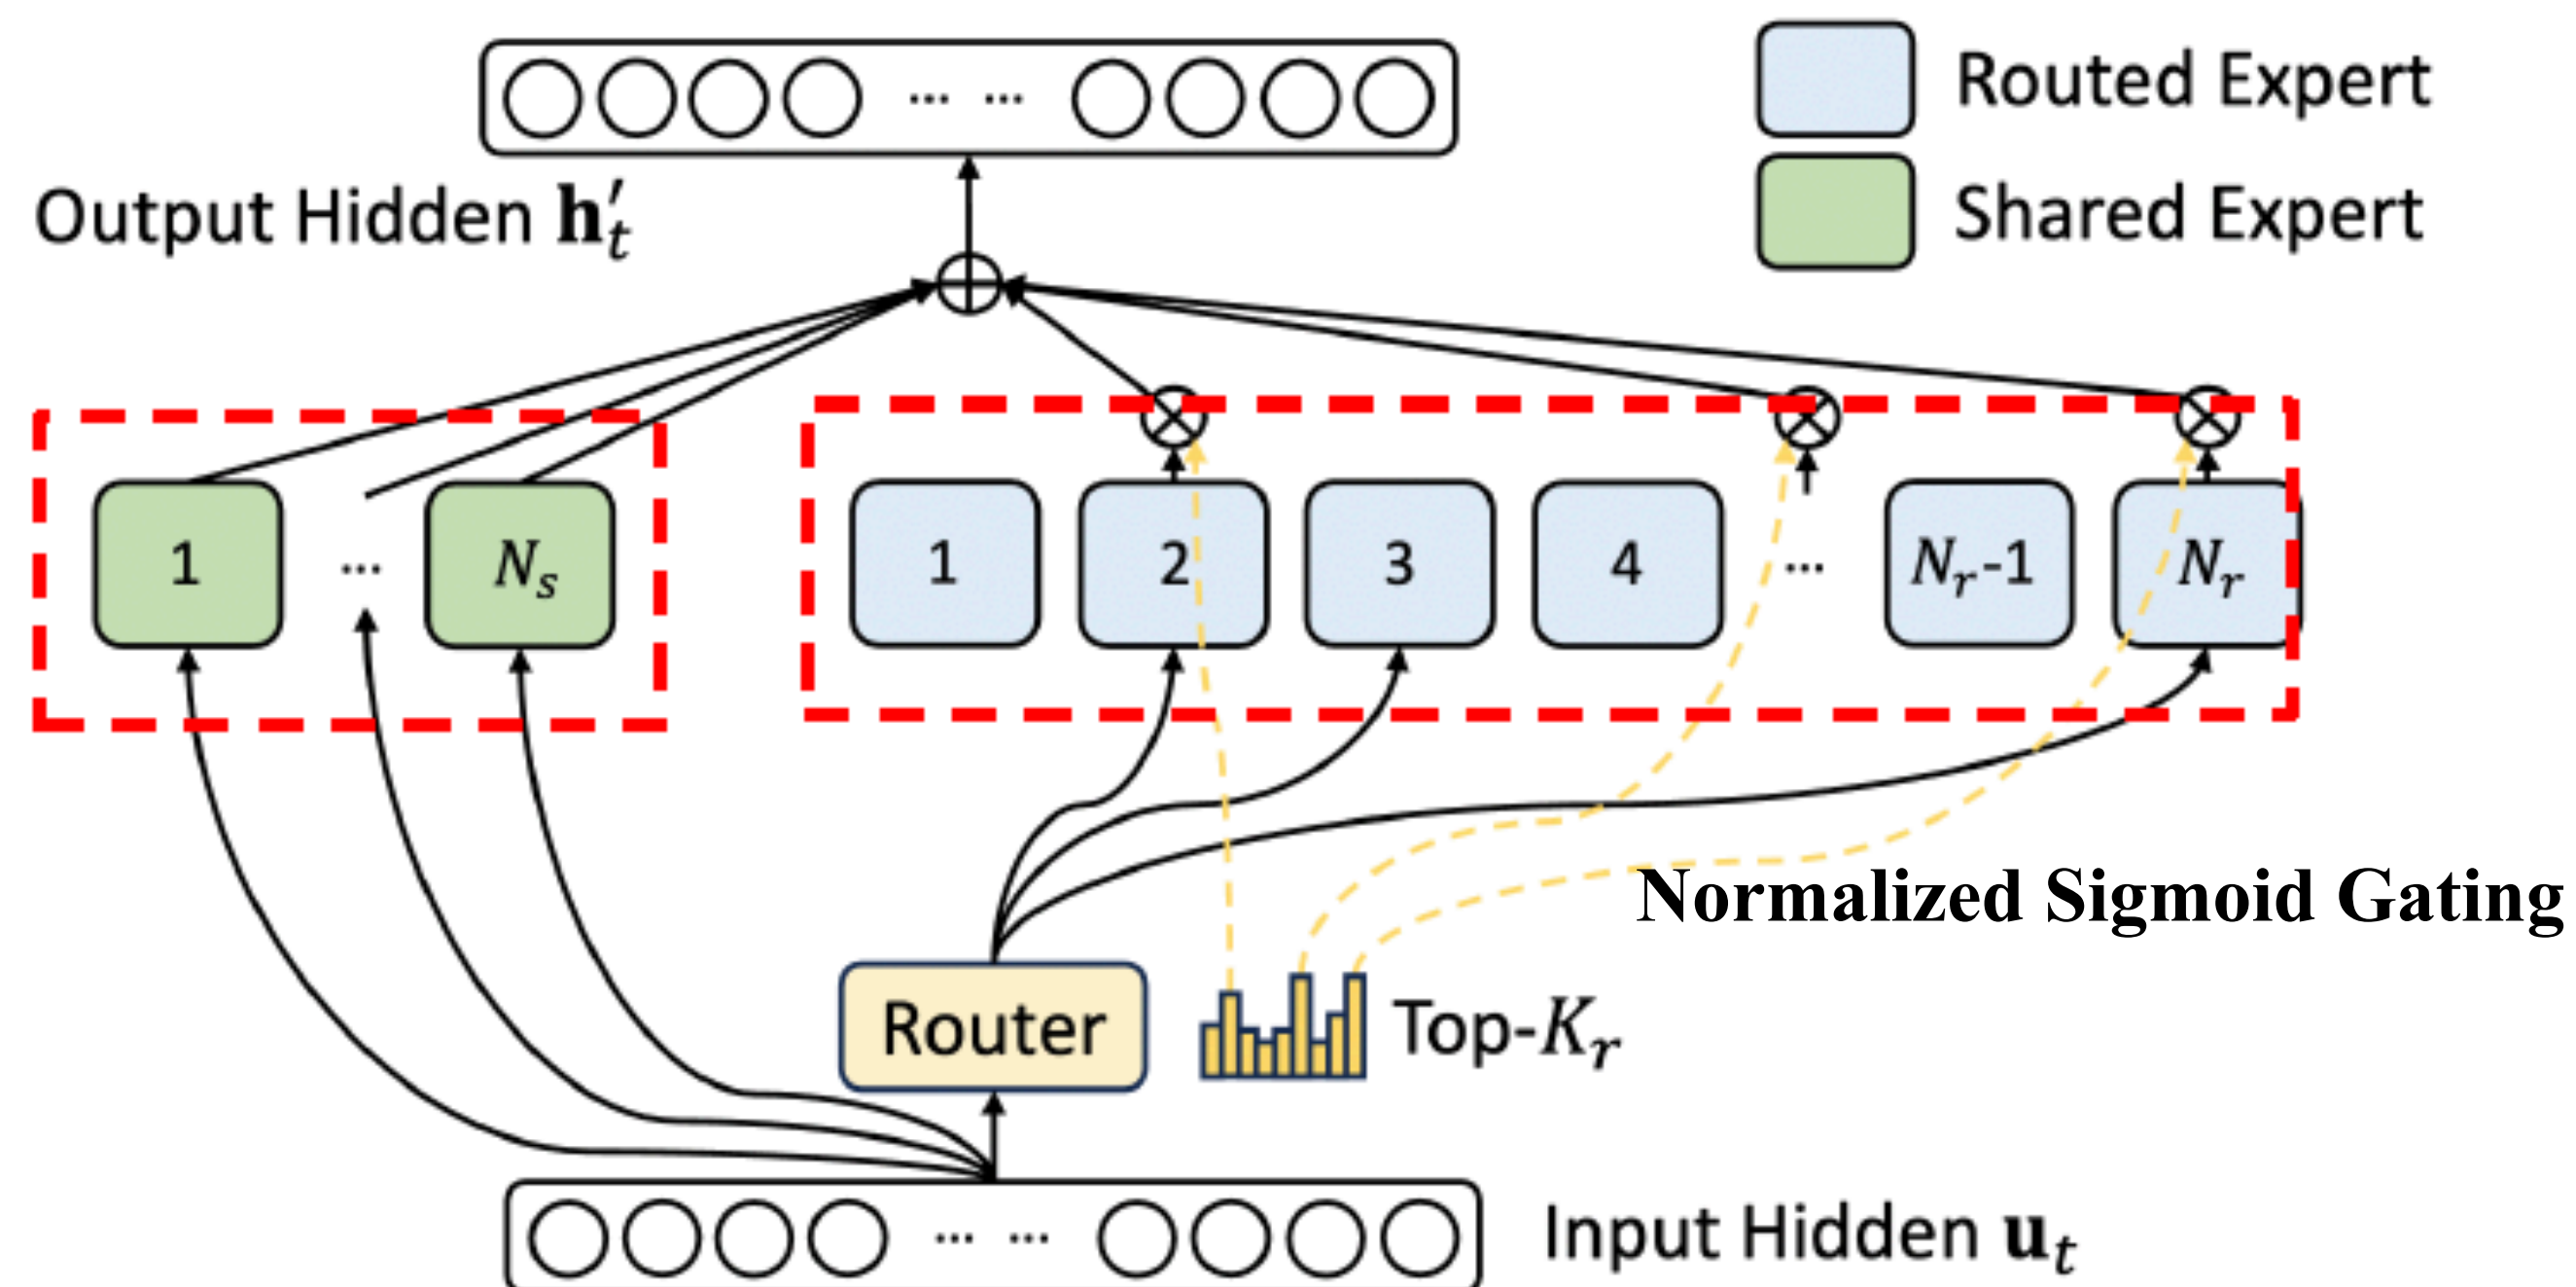 Routed Expert
Shared Expert
Output Hidden 𝐡′ₜ
1 ... Nₛ 1 2 3 4 ... Nᵣ-1 Nᵣ
Normalized Sigmoid Gating
Router Top-Kᵣ
Input Hidden 𝐮ₜ